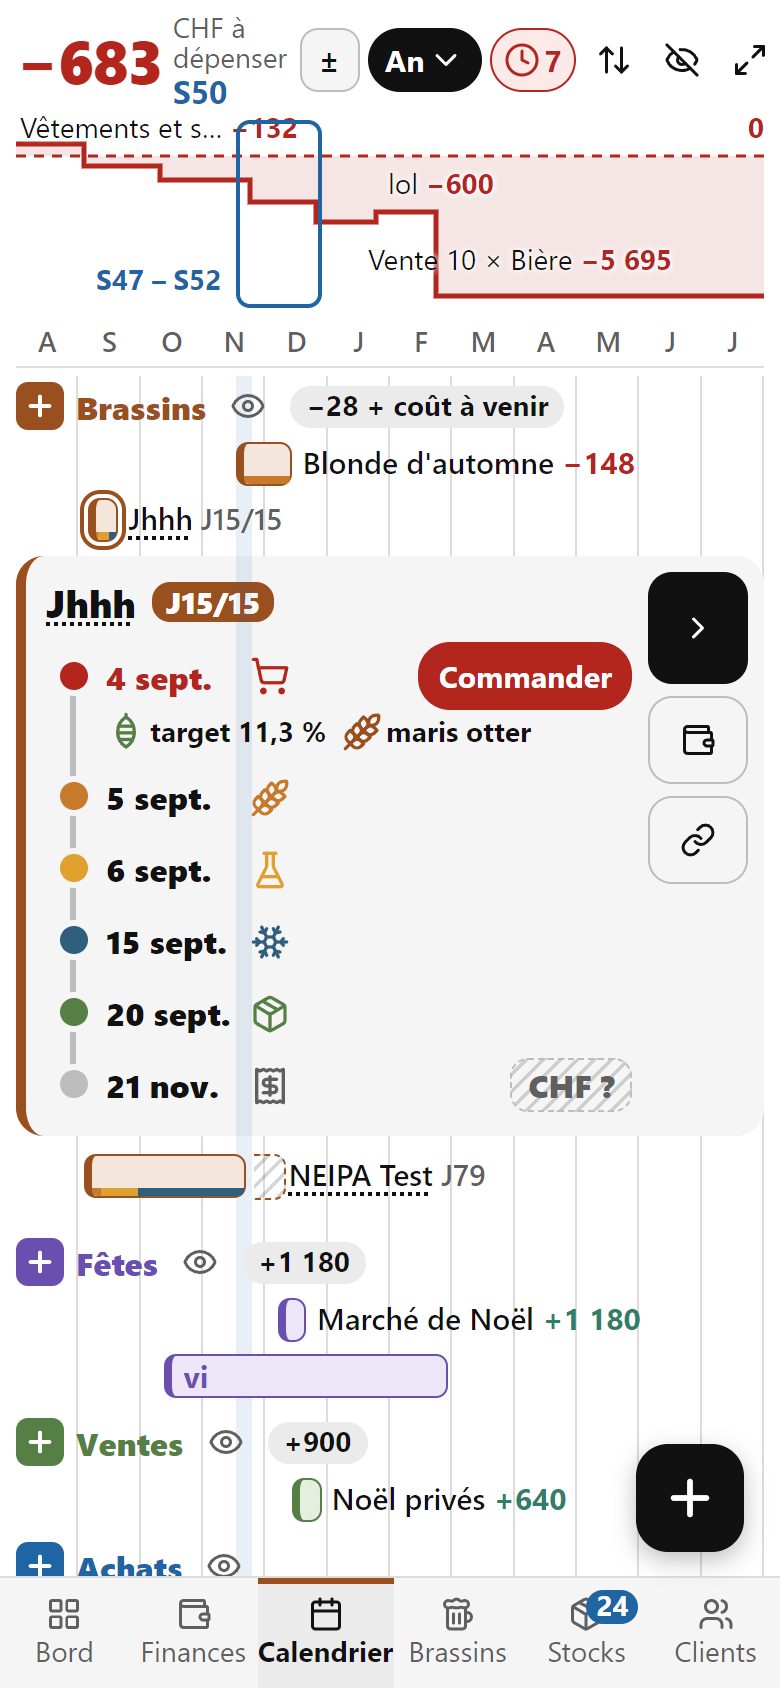 −683
CHF à
dépenser
S50
±
An
7
Vêtements et s... −132
0
lol −600
Vente 10 × Bière −5 695
S47 – S52
A S O N D J F M A M J J
Brassins
−28 + coût à venir
Blonde d'automne −148
Jhhh J15/15
Jhhh J15/15
4 sept.
Commander
target 11,3 % maris otter
5 sept.
6 sept.
15 sept.
20 sept.
21 nov.
CHF ?
NEIPA Test J79
Fêtes
+1 180
Marché de Noël +1 180
vi
Ventes
+900
Noël privés +640
Achats
24
Bord Finances Calendrier Brassins Stocks Clients